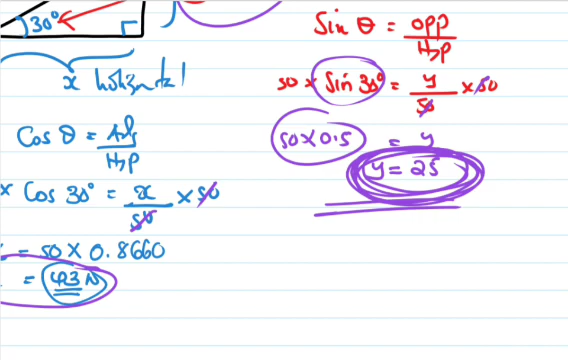 30°
x horizontal
Cos θ = Adj
Hyp
x Cos 30° = x/50 x 50
= 50 x 0.8660
= 43 N
Sin θ = opp
Hyp
50 x Sin 30° = y/50 x 50
50 x 0.5 = y
y = 25